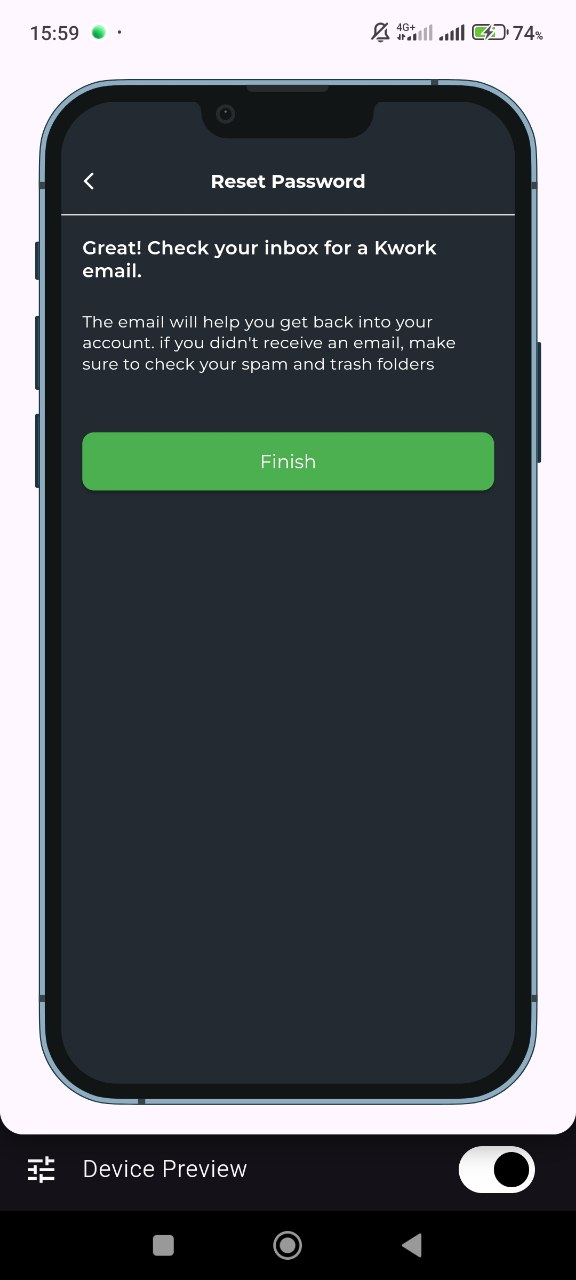 15:59
4G+
74%
Reset Password
Great! Check your inbox for a Kwork
email.
The email will help you get back into your
account. if you didn't receive an email, make
sure to check your spam and trash folders
Finish
Device Preview